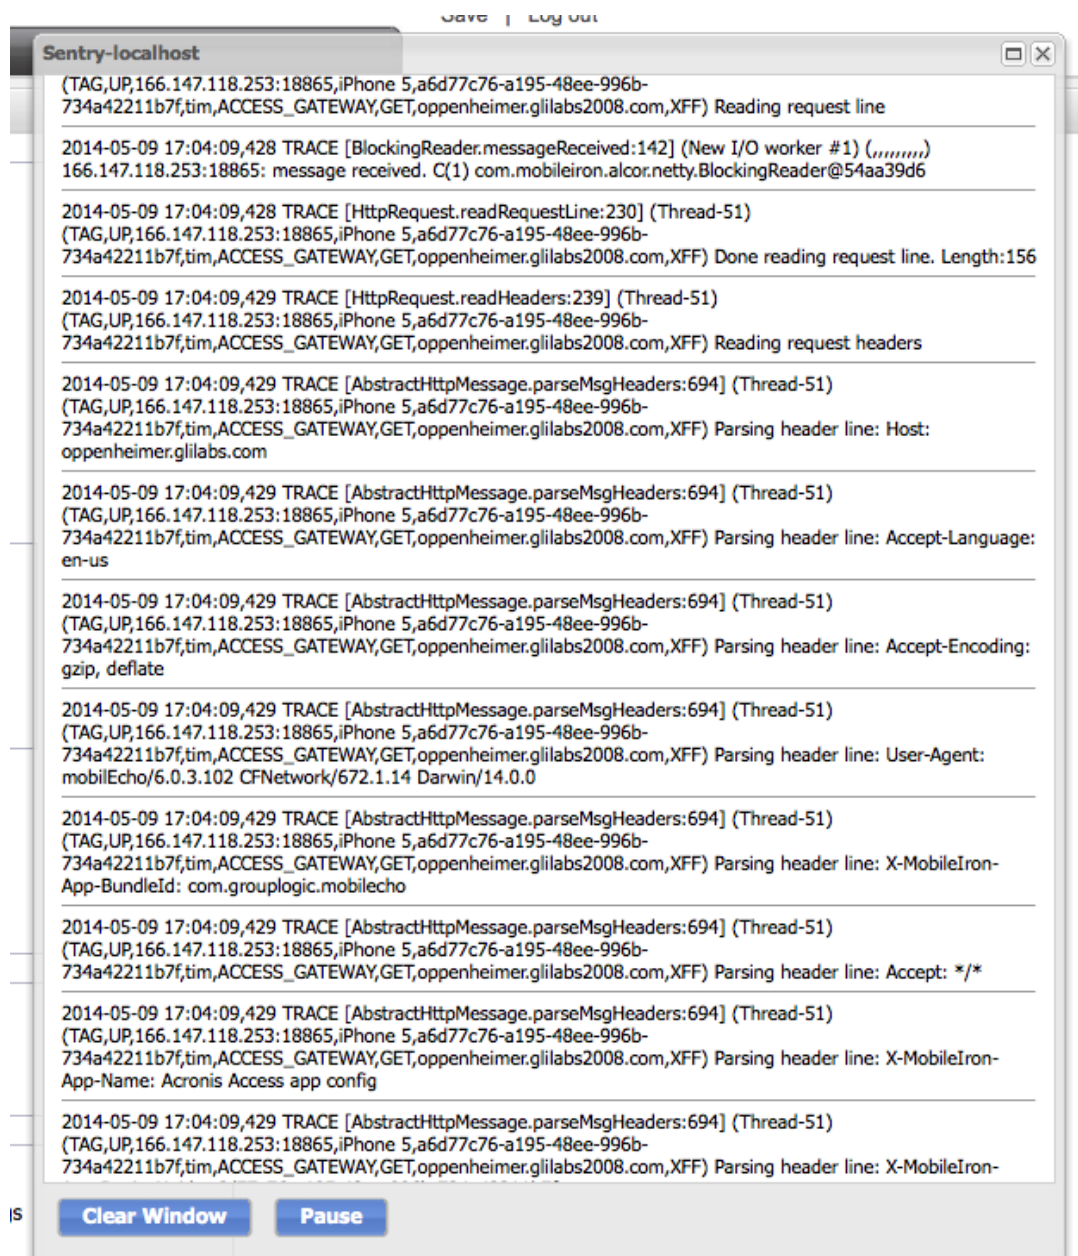 Save | Log out
Sentry-localhost
(TAG,UP,166.147.118.253:18865,iPhone 5,a6d77c76-a195-48ee-996b-
734a42211b7f,tim,ACCESS_GATEWAY,GET,oppenheimer.glilabs2008.com,XFF) Reading request line
2014-05-09 17:04:09,428 TRACE [BlockingReader.messageReceived:142] (New I/O worker #1) (,,,,,,,,,)
166.147.118.253:18865: message received. C(1) com.mobileiron.alcor.netty.BlockingReader@54aa39d6
2014-05-09 17:04:09,428 TRACE [HttpRequest.readRequestLine:230] (Thread-51)
(TAG,UP,166.147.118.253:18865,iPhone 5,a6d77c76-a195-48ee-996b-
734a42211b7f,tim,ACCESS_GATEWAY,GET,oppenheimer.glilabs2008.com,XFF) Done reading request line. Length:156
2014-05-09 17:04:09,429 TRACE [HttpRequest.readHeaders:239] (Thread-51)
(TAG,UP,166.147.118.253:18865,iPhone 5,a6d77c76-a195-48ee-996b-
734a42211b7f,tim,ACCESS_GATEWAY,GET,oppenheimer.glilabs2008.com,XFF) Reading request headers
2014-05-09 17:04:09,429 TRACE [AbstractHttpMessage.parseMsgHeaders:694] (Thread-51)
(TAG,UP,166.147.118.253:18865,iPhone 5,a6d77c76-a195-48ee-996b-
734a42211b7f,tim,ACCESS_GATEWAY,GET,oppenheimer.glilabs2008.com,XFF) Parsing header line: Host:
oppenheimer.glilabs.com
2014-05-09 17:04:09,429 TRACE [AbstractHttpMessage.parseMsgHeaders:694] (Thread-51)
(TAG,UP,166.147.118.253:18865,iPhone 5,a6d77c76-a195-48ee-996b-
734a42211b7f,tim,ACCESS_GATEWAY,GET,oppenheimer.glilabs2008.com,XFF) Parsing header line: Accept-Language:
en-us
2014-05-09 17:04:09,429 TRACE [AbstractHttpMessage.parseMsgHeaders:694] (Thread-51)
(TAG,UP,166.147.118.253:18865,iPhone 5,a6d77c76-a195-48ee-996b-
734a42211b7f,tim,ACCESS_GATEWAY,GET,oppenheimer.glilabs2008.com,XFF) Parsing header line: Accept-Encoding:
gzip, deflate
2014-05-09 17:04:09,429 TRACE [AbstractHttpMessage.parseMsgHeaders:694] (Thread-51)
(TAG,UP,166.147.118.253:18865,iPhone 5,a6d77c76-a195-48ee-996b-
734a42211b7f,tim,ACCESS_GATEWAY,GET,oppenheimer.glilabs2008.com,XFF) Parsing header line: User-Agent:
mobilEcho/6.0.3.102 CFNetwork/672.1.14 Darwin/14.0.0
2014-05-09 17:04:09,429 TRACE [AbstractHttpMessage.parseMsgHeaders:694] (Thread-51)
(TAG,UP,166.147.118.253:18865,iPhone 5,a6d77c76-a195-48ee-996b-
734a42211b7f,tim,ACCESS_GATEWAY,GET,oppenheimer.glilabs2008.com,XFF) Parsing header line: X-MobileIron-
App-BundleId: com.grouplogic.mobilecho
2014-05-09 17:04:09,429 TRACE [AbstractHttpMessage.parseMsgHeaders:694] (Thread-51)
(TAG,UP,166.147.118.253:18865,iPhone 5,a6d77c76-a195-48ee-996b-
734a42211b7f,tim,ACCESS_GATEWAY,GET,oppenheimer.glilabs2008.com,XFF) Parsing header line: Accept: */*
2014-05-09 17:04:09,429 TRACE [AbstractHttpMessage.parseMsgHeaders:694] (Thread-51)
(TAG,UP,166.147.118.253:18865,iPhone 5,a6d77c76-a195-48ee-996b-
734a42211b7f,tim,ACCESS_GATEWAY,GET,oppenheimer.glilabs2008.com,XFF) Parsing header line: X-MobileIron-
App-Name: Acronis Access app config
2014-05-09 17:04:09,429 TRACE [AbstractHttpMessage.parseMsgHeaders:694] (Thread-51)
(TAG,UP,166.147.118.253:18865,iPhone 5,a6d77c76-a195-48ee-996b-
734a42211b7f,tim,ACCESS_GATEWAY,GET,oppenheimer.glilabs2008.com,XFF) Parsing header line: X-MobileIron-
gs
Clear Window
Pause